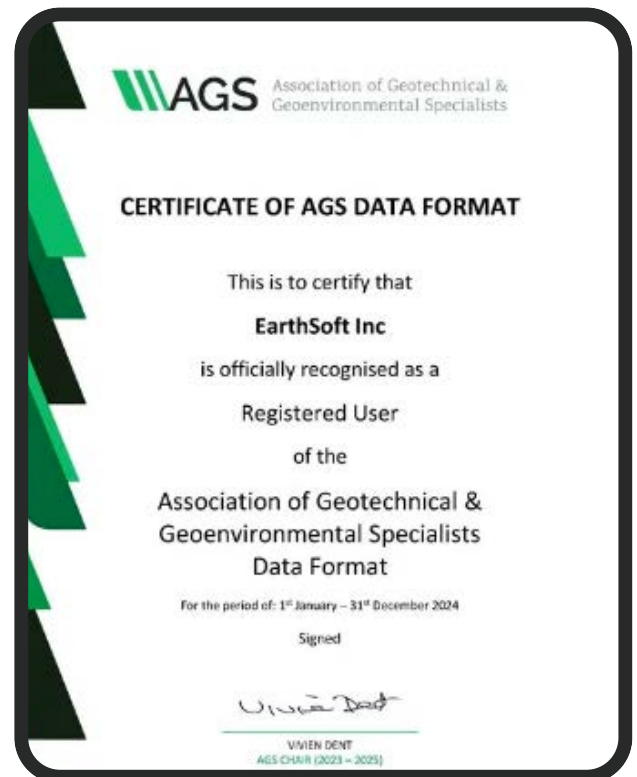 AGS Association of Geotechnical &
Geoenvironmental Specialists
CERTIFICATE OF AGS DATA FORMAT
This is to certify that
EarthSoft Inc
is officially recognised as a
Registered User
of the
Association of Geotechnical &
Geoenvironmental Specialists
Data Format
For the period of: 1st January – 31st December 2024
Signed
Vivien Dent
VIVIEN DENT
AGS CHAIR (2023 – 2025)